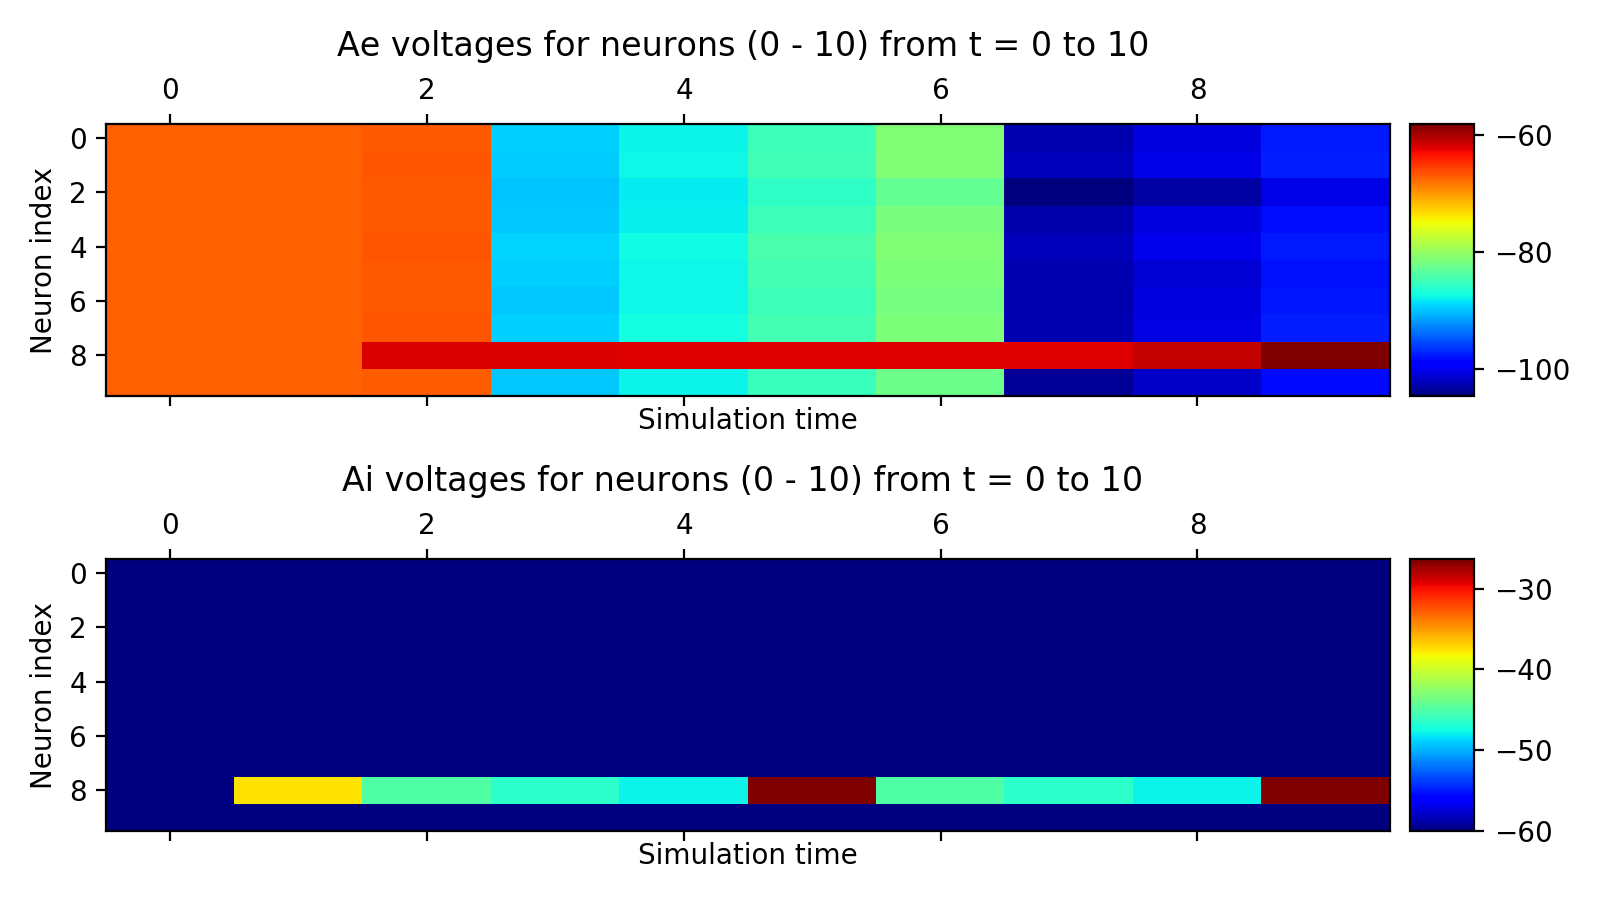 Ae voltages for neurons (0 - 10) from t = 0 to 10
0 2 4 6 8
Neuron index
0
2
4
6
8
−60
−80
−100
Simulation time
Ai voltages for neurons (0 - 10) from t = 0 to 10
0 2 4 6 8
Neuron index
0
2
4
6
8
−30
−40
−50
−60
Simulation time